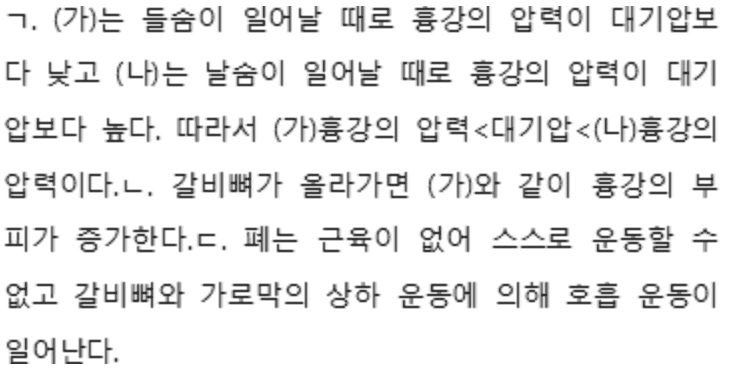 ㄱ. (가)는 들숨이 일어날 때로 흉강의 압력이 대기압보
다 낮고 (나)는 날숨이 일어날 때로 흉강의 압력이 대기
압보다 높다. 따라서 (가)흉강의 압력<대기압<(나)흉강의
압력이다.ㄴ. 갈비뼈가 올라가면 (가)와 같이 흉강의 부
피가 증가한다.ㄷ. 폐는 근육이 없어 스스로 운동할 수
없고 갈비뼈와 가로막의 상하 운동에 의해 호흡 운동이
일어난다.